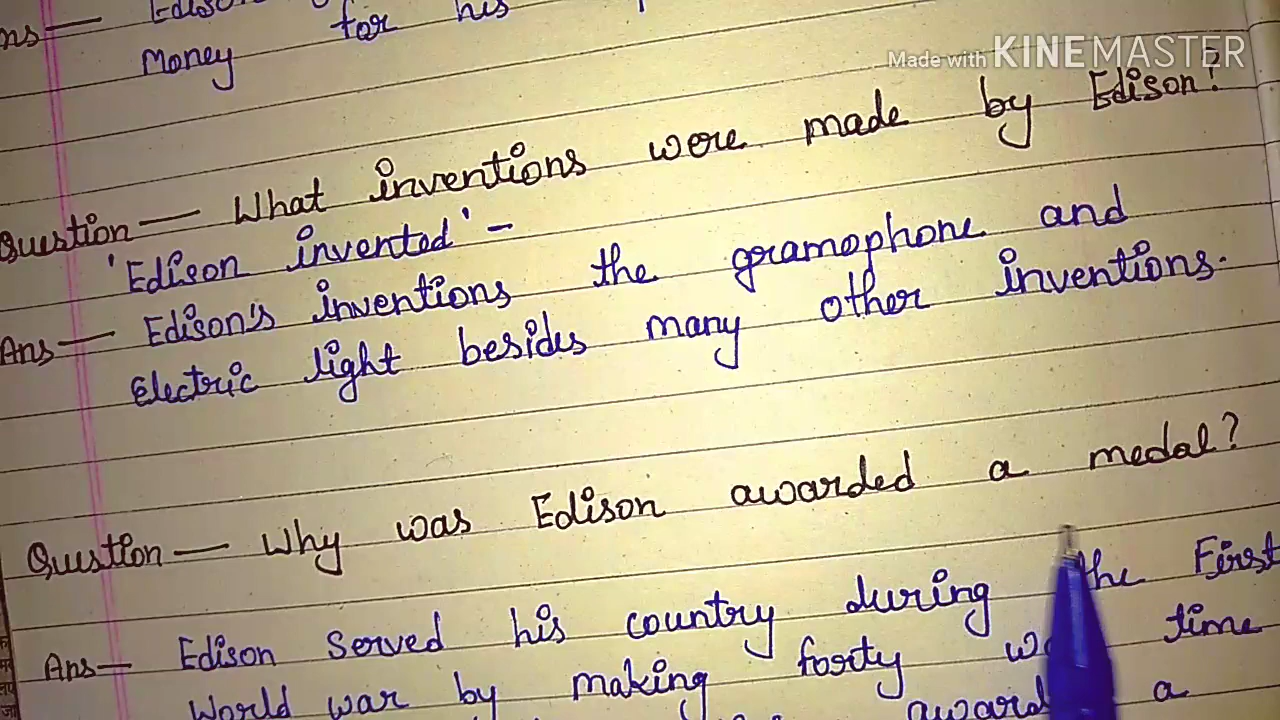 Made with KINEMASTER
Ans — Edison
Money for his
Question — What inventions were made by Edison?
'Edison invented' –
Ans — Edison's inventions the gramophone and
Electric light besides many other inventions.
Question — Why was Edison awarded a medal?
Ans — Edison Served his country during the First
World war by making forty time
a